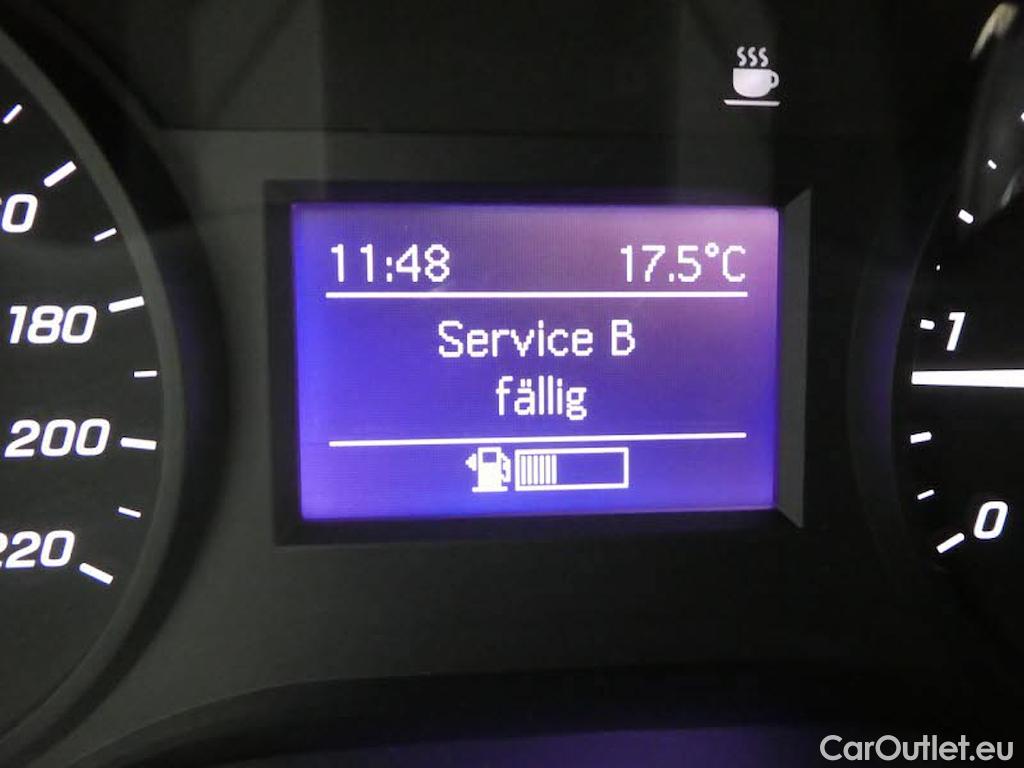 11:48 17.5°C
Service B
fällig
180
200
220
1
0
CarOutlet.eu